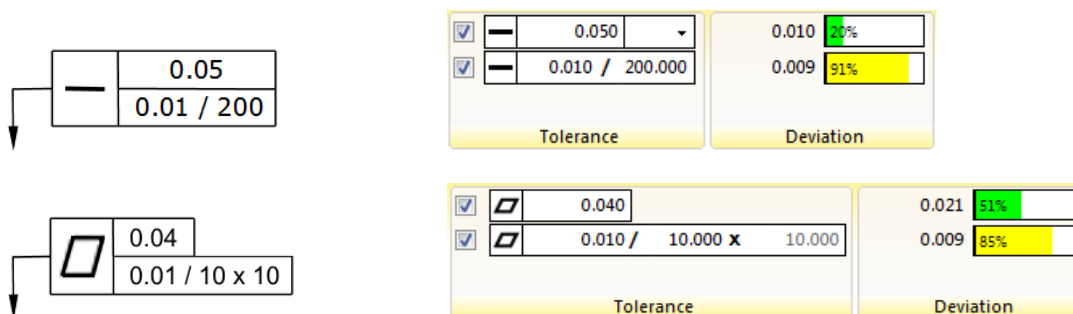 0.05
0.01 / 200
0.050 0.010 20%
0.010 / 200.000 0.009 91%
Tolerance Deviation
0.04
0.01 / 10 x 10
0.040 0.021 51%
0.010 / 10.000 x 10.000 0.009 85%
Tolerance Deviation